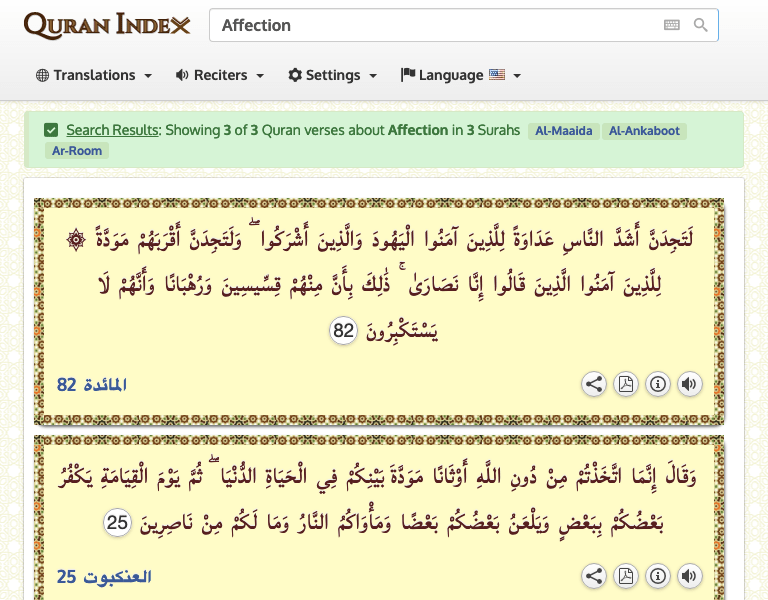 QURAN INDEX
Affection
Translations
Reciters
Settings
Language
Search Results: Showing 3 of 3 Quran verses about Affection in 3 Surahs Al-Maaida Al-Ankaboot
Ar-Room
۞ لَتَجِدَنَّ أَشَدَّ النَّاسِ عَدَاوَةً لِلَّذِينَ آمَنُوا الْيَهُودَ وَالَّذِينَ أَشْرَكُوا ۖ وَلَتَجِدَنَّ أَقْرَبَهُمْ مَوَدَّةً
لِلَّذِينَ آمَنُوا الَّذِينَ قَالُوا إِنَّا نَصَارَىٰ ۚ ذَٰلِكَ بِأَنَّ مِنْهُمْ قِسِّيسِينَ وَرُهْبَانًا وَأَنَّهُمْ لَا
يَسْتَكْبِرُونَ 82
المائدة 82
وَقَالَ إِنَّمَا اتَّخَذْتُمْ مِنْ دُونِ اللَّهِ أَوْثَانًا مَوَدَّةَ بَيْنِكُمْ فِي الْحَيَاةِ الدُّنْيَا ۖ ثُمَّ يَوْمَ الْقِيَامَةِ يَكْفُرُ
بَعْضُكُمْ بِبَعْضٍ وَيَلْعَنُ بَعْضُكُمْ بَعْضًا وَمَأْوَاكُمُ النَّارُ وَمَا لَكُمْ مِنْ نَاصِرِينَ 25
العنكبوت 25